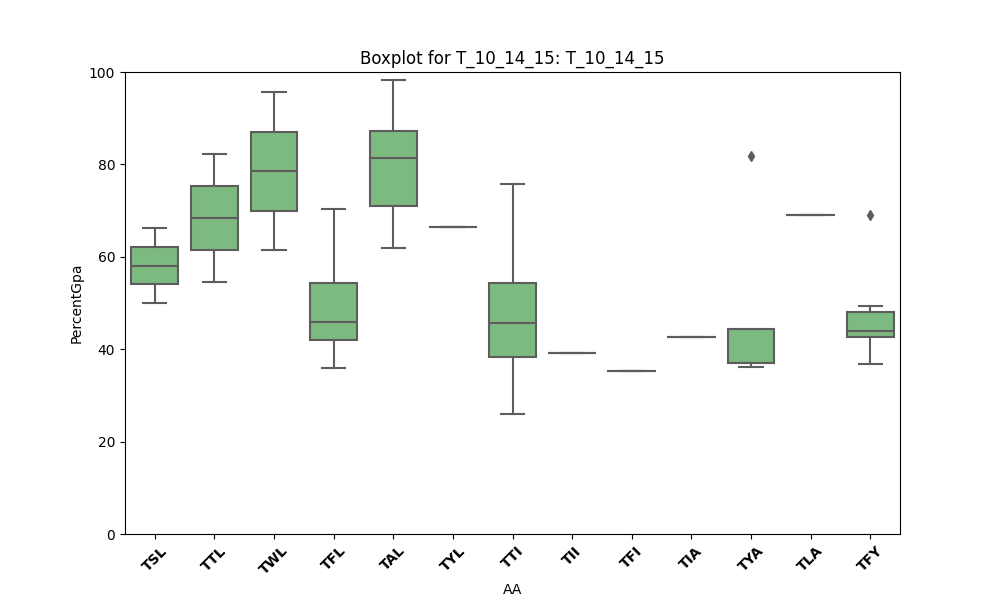 Boxplot for T_10_14_15: T_10_14_15
100
80
60
40
20
0
PercentGpa
TSL TTL TWL TFL TAL TYL TTI TII TFI TIA TYA TLA TFY
AA